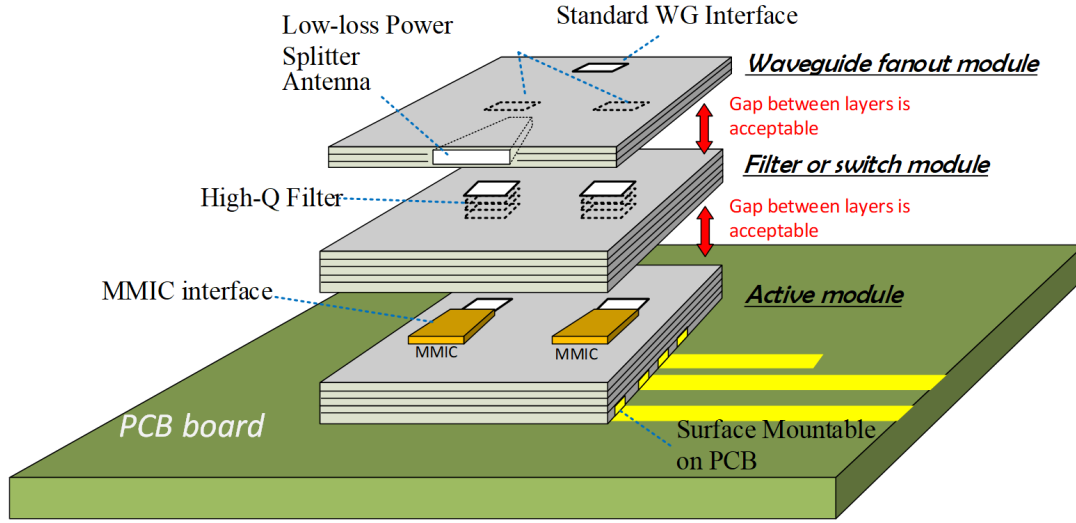 Standard WG Interface
Low-loss Power
Splitter
Antenna
Waveguide fanout module
Gap between layers is
acceptable
Filter or switch module
High-Q Filter
Gap between layers is
acceptable
MMIC interface
Active module
MMIC
MMIC
PCB board
Surface Mountable
on PCB